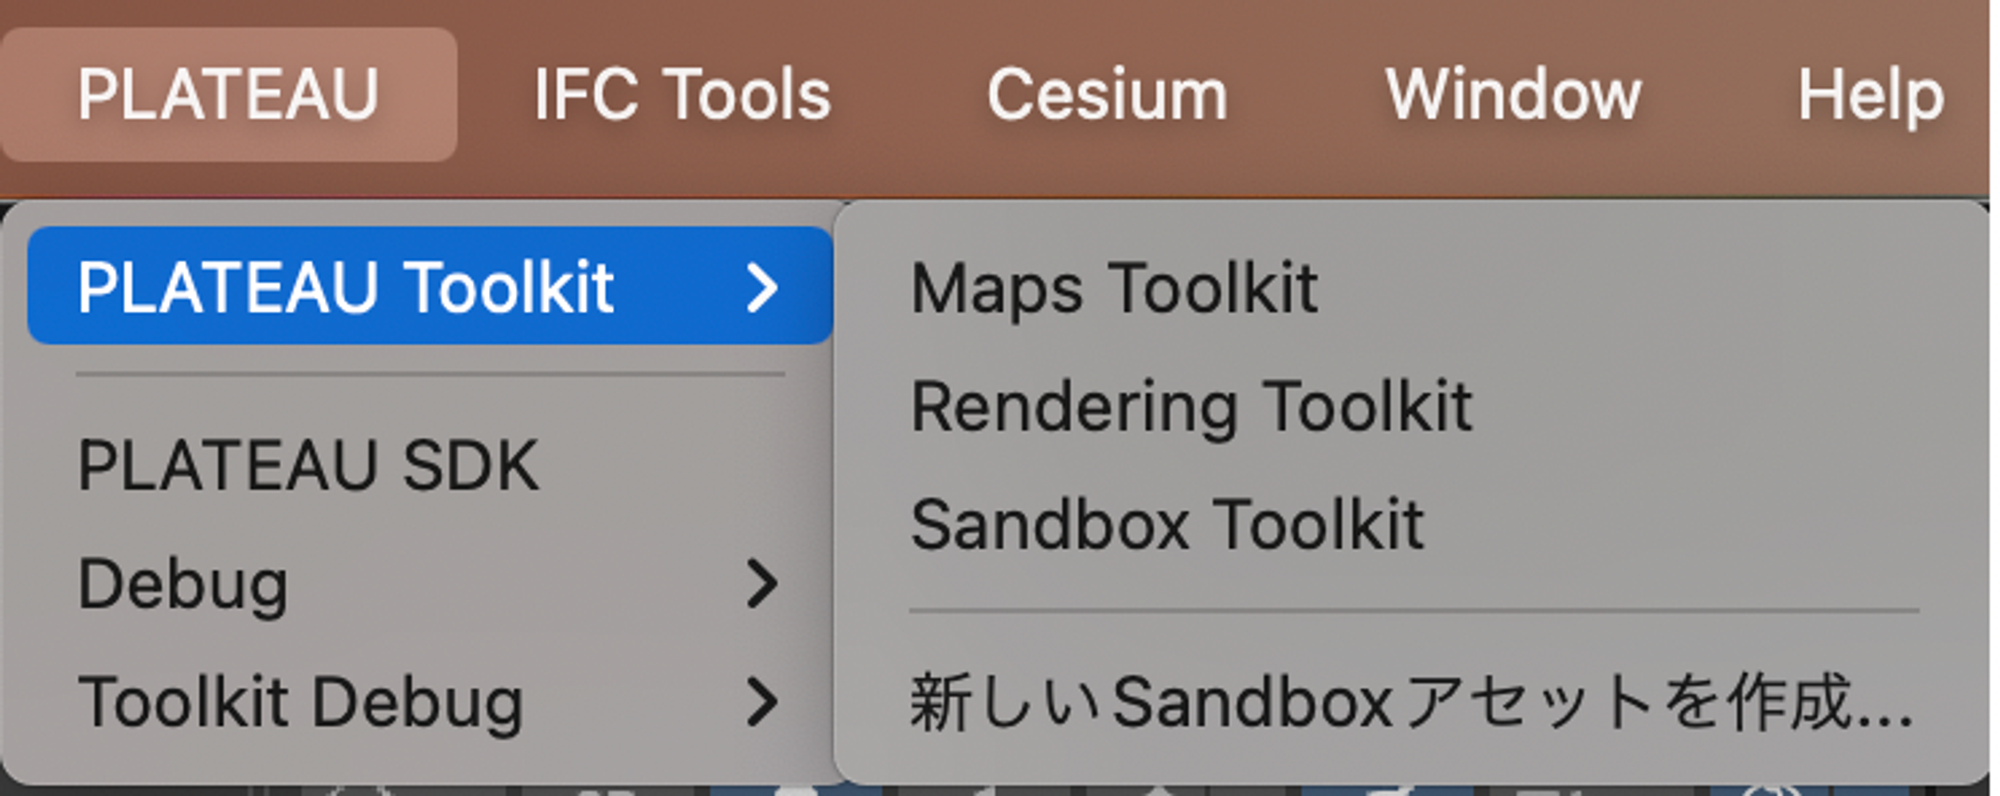 PLATEAU IFC Tools Cesium Window Help
PLATEAU Toolkit
PLATEAU SDK
Debug
Toolkit Debug
Maps Toolkit
Rendering Toolkit
Sandbox Toolkit
新しいSandboxアセットを作成...